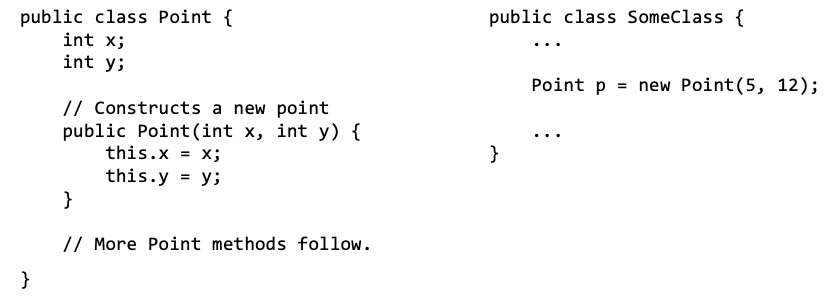 public class Point {
    int x;
    int y;

    // Constructs a new point
    public Point(int x, int y) {
        this.x = x;
        this.y = y;
    }

    // More Point methods follow.
}

public class SomeClass {
    ...

    Point p = new Point(5, 12);

    ...
}